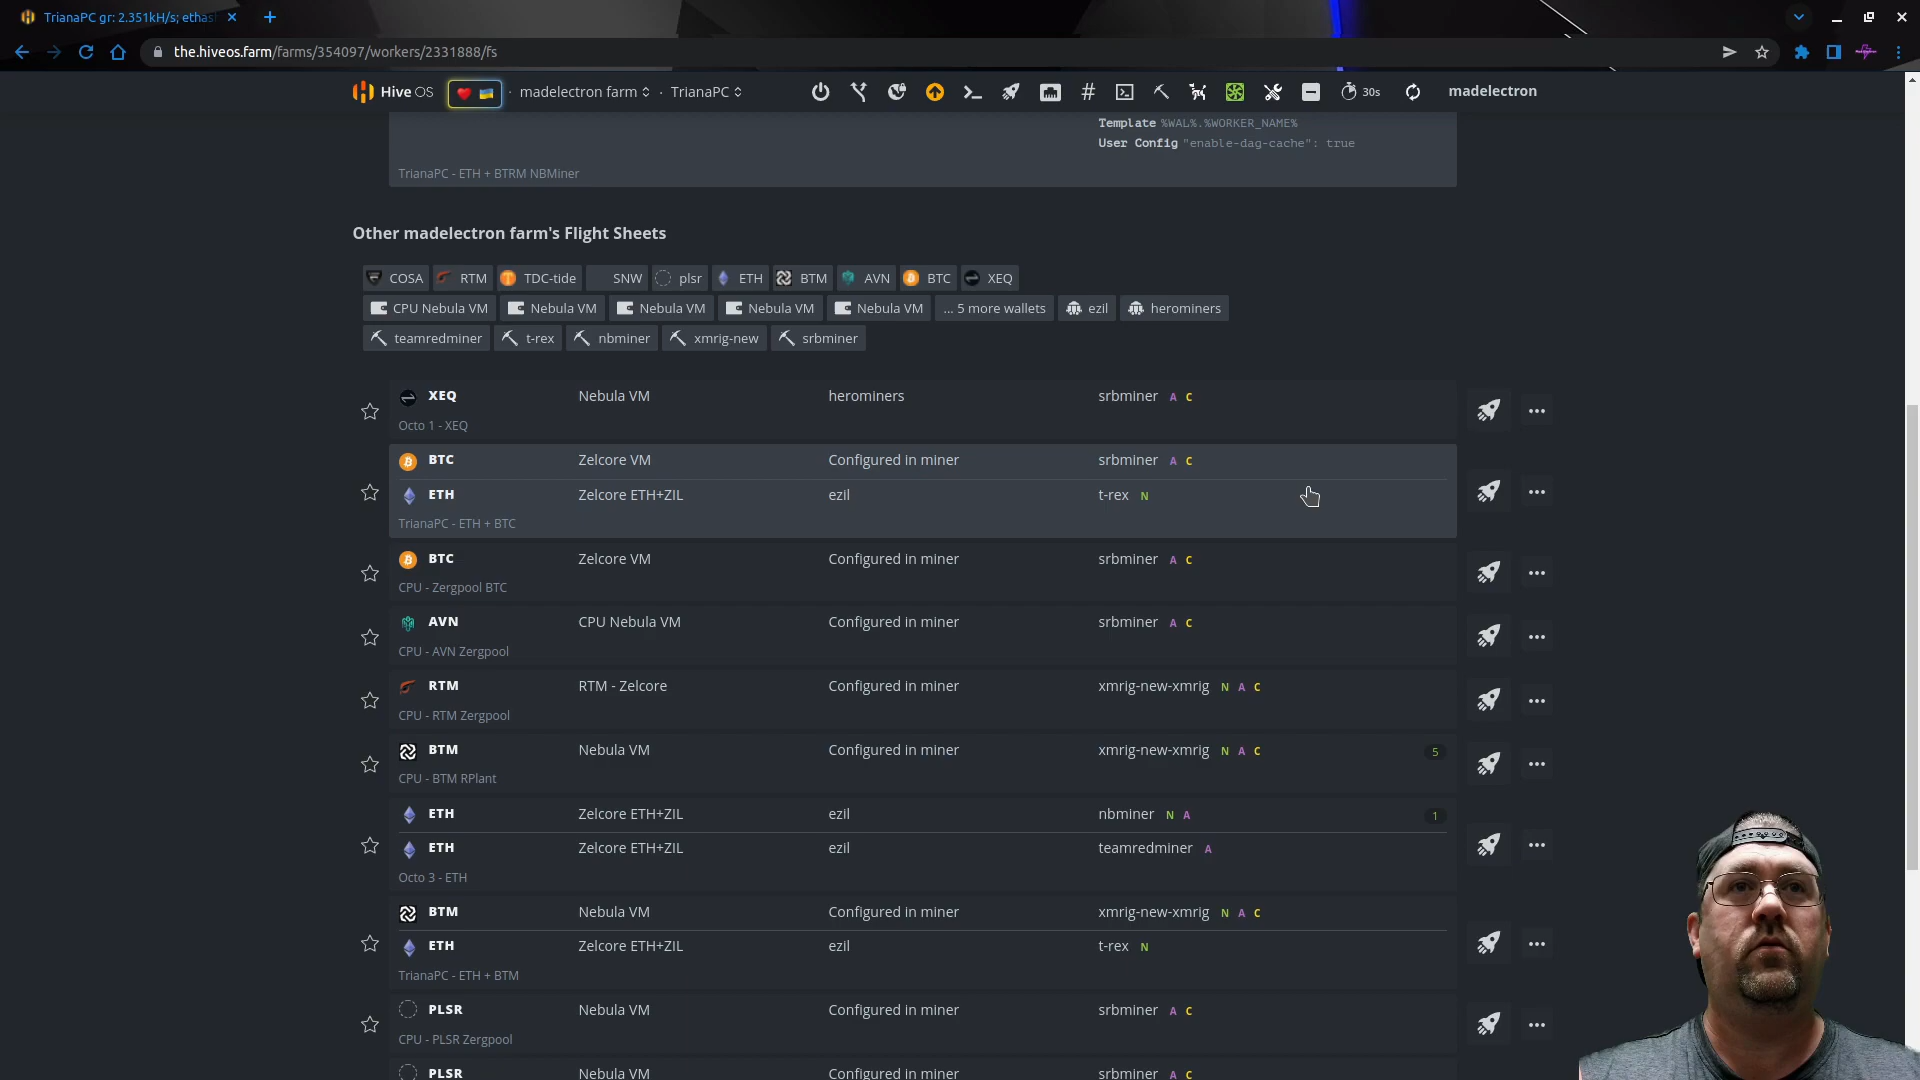 TrianaPC gr: 2.351kH/s; ethas
the.hiveos.farm/farms/354097/workers/2331888/fs
Hive OS · madelectron farm · TrianaPC 30s madelectron
Template %WAL%.%WORKER_NAME%
User Config "enable-dag-cache": true
TrianaPC - ETH + BTRM NBMiner
Other madelectron farm's Flight Sheets
COSA RTM TDC-tide SNW plsr ETH BTM AVN BTC XEQ
CPU Nebula VM Nebula VM Nebula VM Nebula VM Nebula VM ... 5 more wallets ezil herominers
teamredminer t-rex nbminer xmrig-new srbminer
XEQ Nebula VM herominers srbminer A C
Octo 1 - XEQ
BTC Zelcore VM Configured in miner srbminer A C
ETH Zelcore ETH+ZIL ezil t-rex N
TrianaPC - ETH + BTC
BTC Zelcore VM Configured in miner srbminer A C
CPU - Zergpool BTC
AVN CPU Nebula VM Configured in miner srbminer A C
CPU - AVN Zergpool
RTM RTM - Zelcore Configured in miner xmrig-new-xmrig N A C
CPU - RTM Zergpool
BTM Nebula VM Configured in miner xmrig-new-xmrig N A C 5
CPU - BTM RPlant
ETH Zelcore ETH+ZIL ezil nbminer N A 1
ETH Zelcore ETH+ZIL ezil teamredminer A
Octo 3 - ETH
BTM Nebula VM Configured in miner xmrig-new-xmrig N A C
ETH Zelcore ETH+ZIL ezil t-rex N
TrianaPC - ETH + BTM
PLSR Nebula VM Configured in miner srbminer A C
CPU - PLSR Zergpool
PLSR Nebula VM Configured in miner srbminer A C